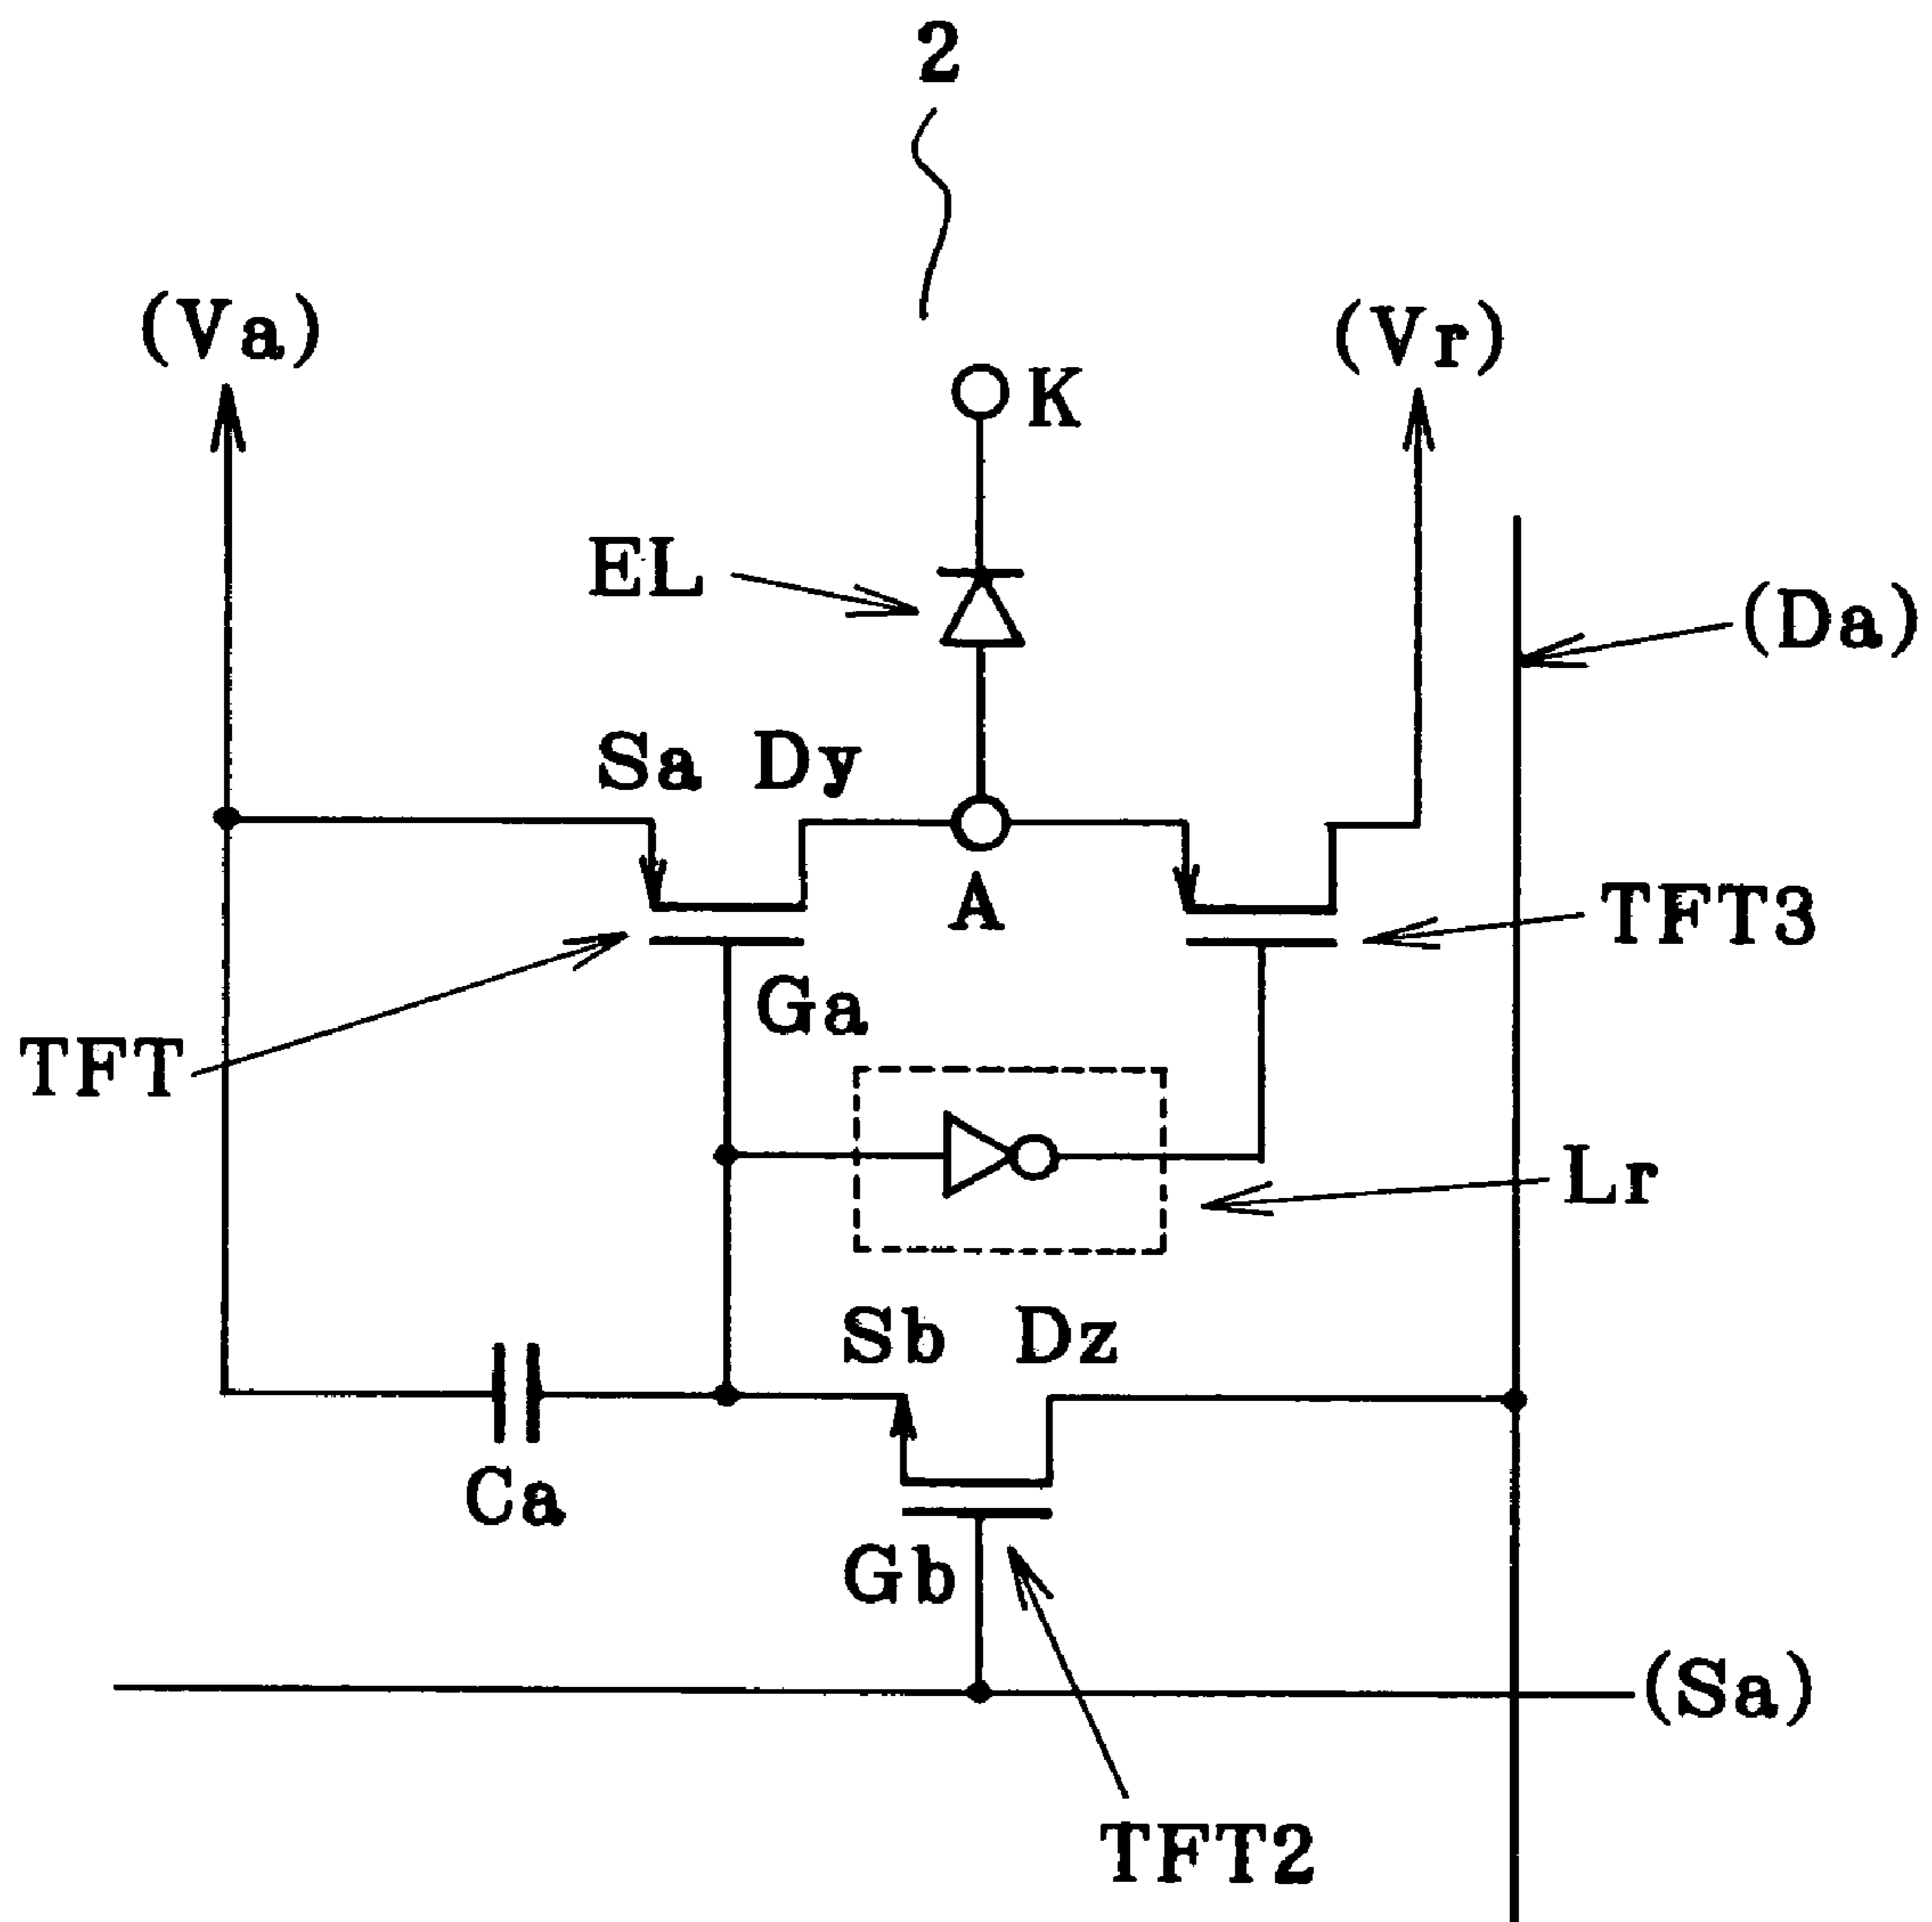 2
(Va)
(Vr)
K
EL
(Da)
Sa Dy
A
TFT3
Ga
TFT
Lr
Sb Dz
Ca
Gb
(Sa)
TFT2